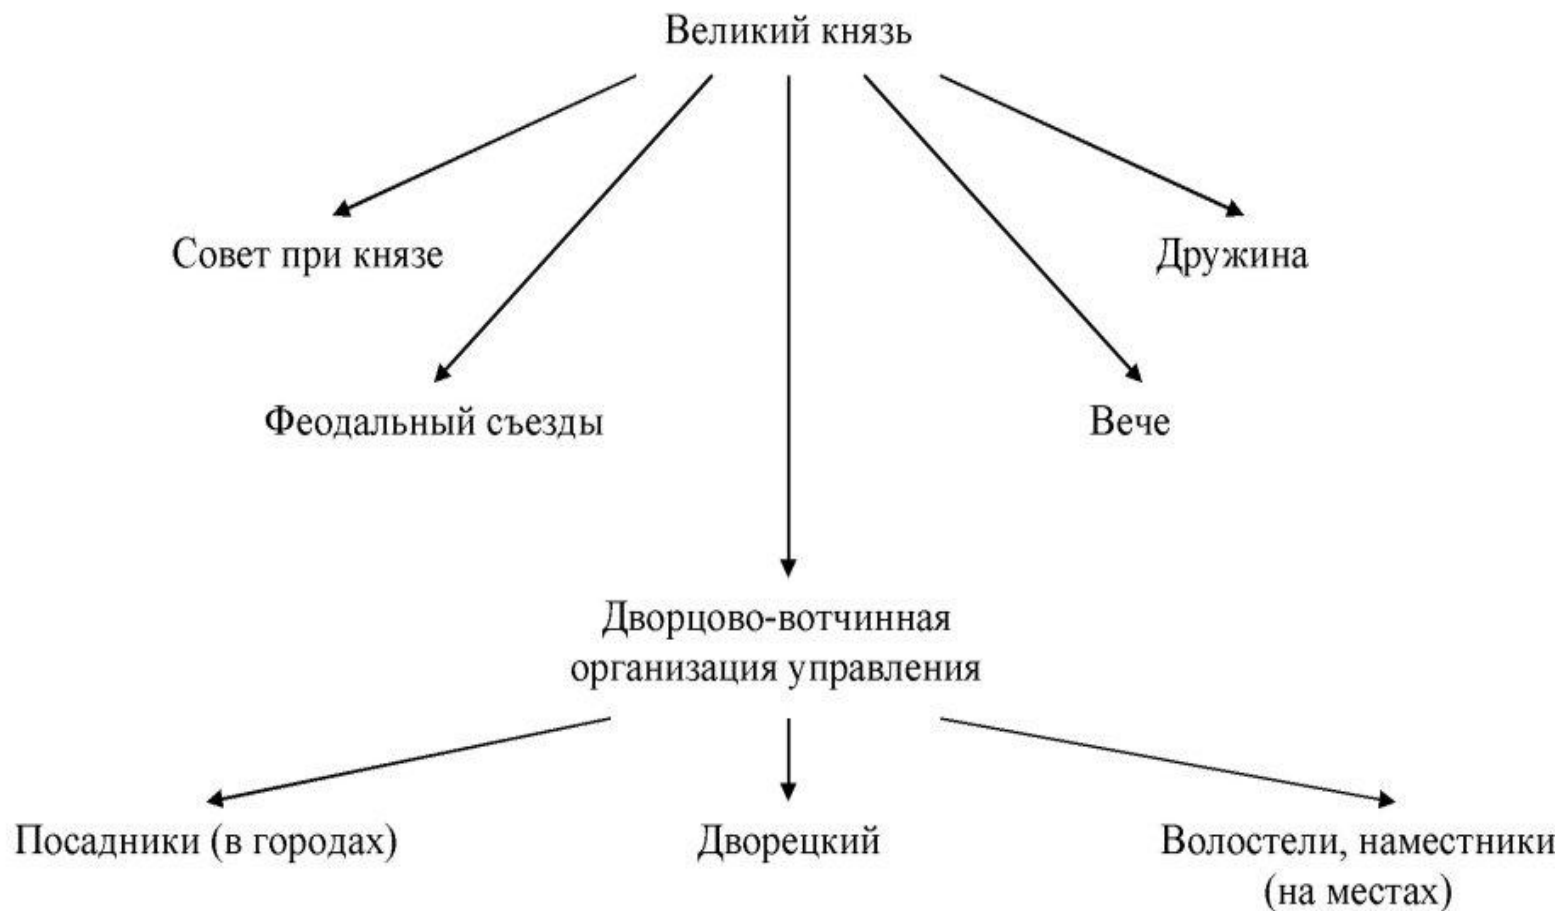 Великий князь
Совет при князе
Дружина
Феодальный съезды
Вече
Дворцово-вотчинная
организация управления
Посадники (в городах)
Дворецкий
Волостели, наместники
(на местах)